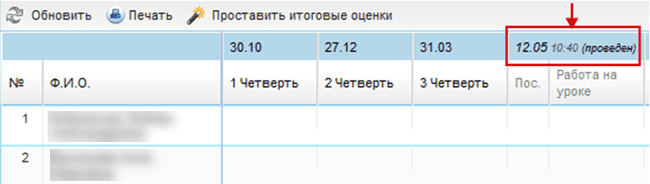 Обновить Печать Проставить итоговые оценки
30.10 27.12 31.03 12.05 10:40 (проведен)
№ Ф.И.О. 1 Четверть 2 Четверть 3 Четверть Пос. Работа на уроке
1
2